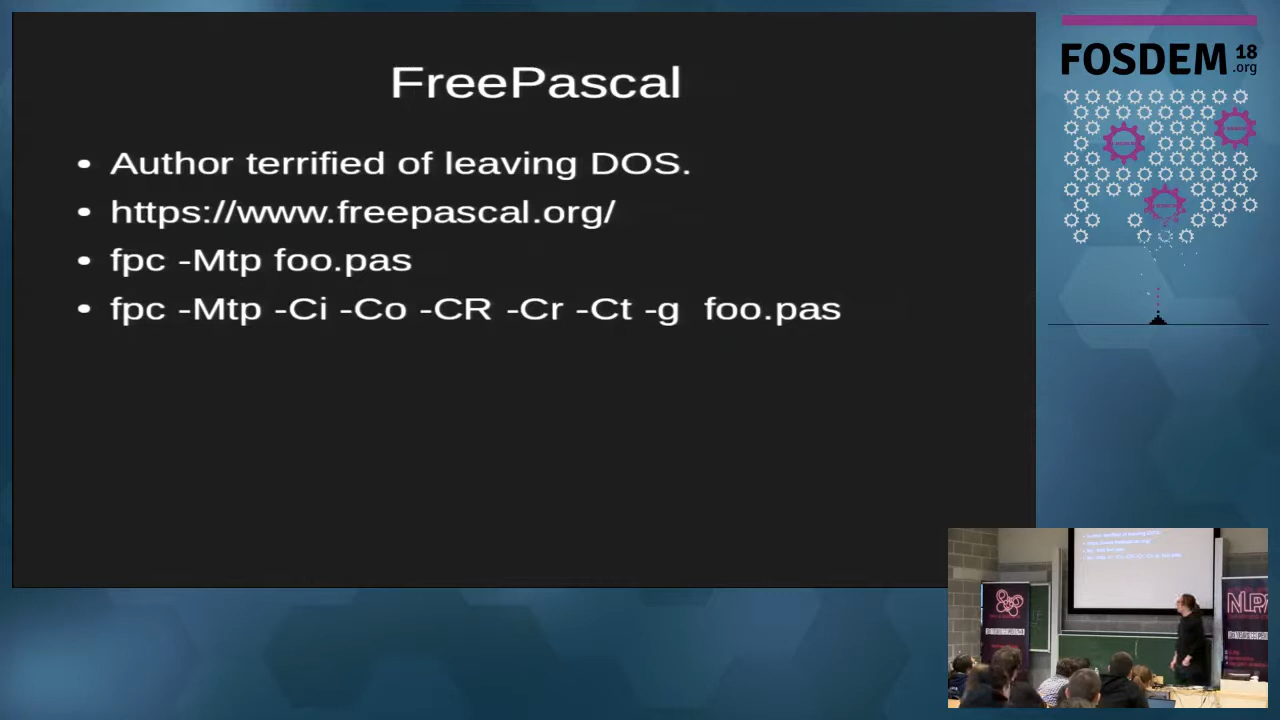 FreePascal
• Author terrified of leaving DOS.
• https://www.freepascal.org/
• fpc -Mtp foo.pas
• fpc -Mtp -Ci -Co -CR -Cr -Ct -g foo.pas
FOSDEM 18
.org